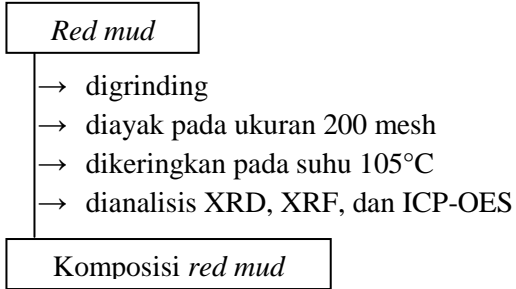 Red mud
→ digrinding
→ diayak pada ukuran 200 mesh
→ dikeringkan pada suhu 105°C
→ dianalisis XRD, XRF, dan ICP-OES
Komposisi red mud